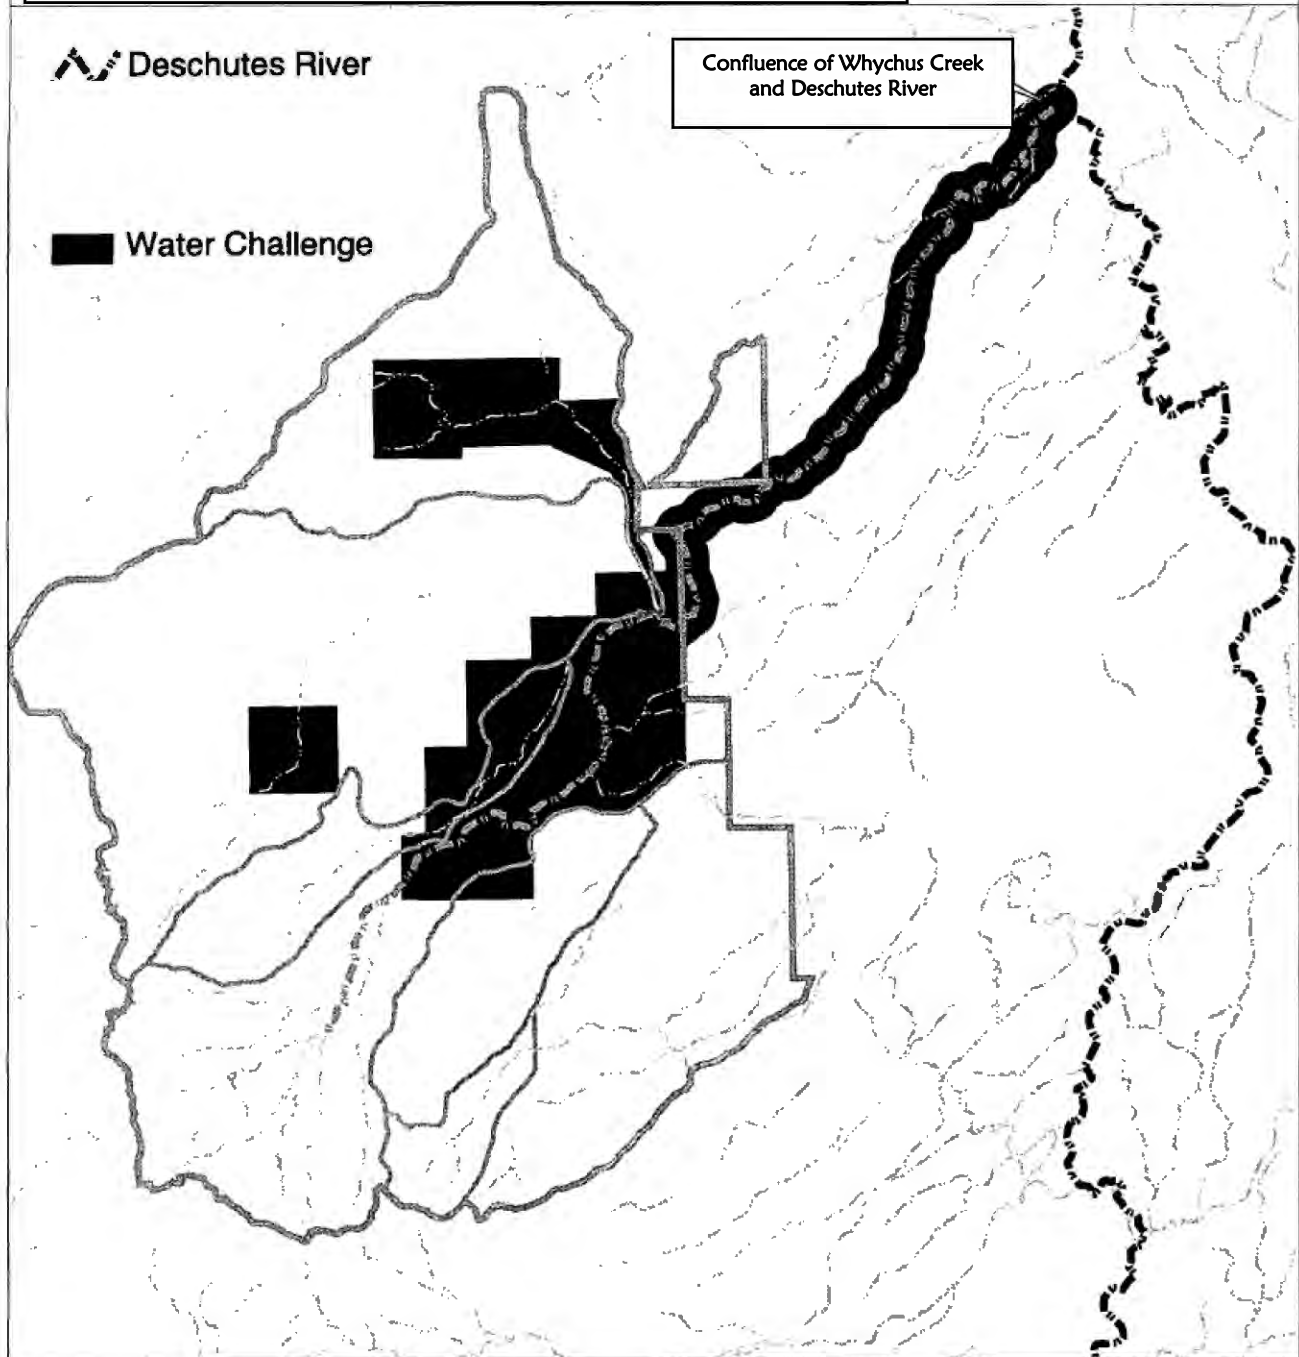 Deschutes River
Confluence of Whychus Creek
and Deschutes River
Water Challenge